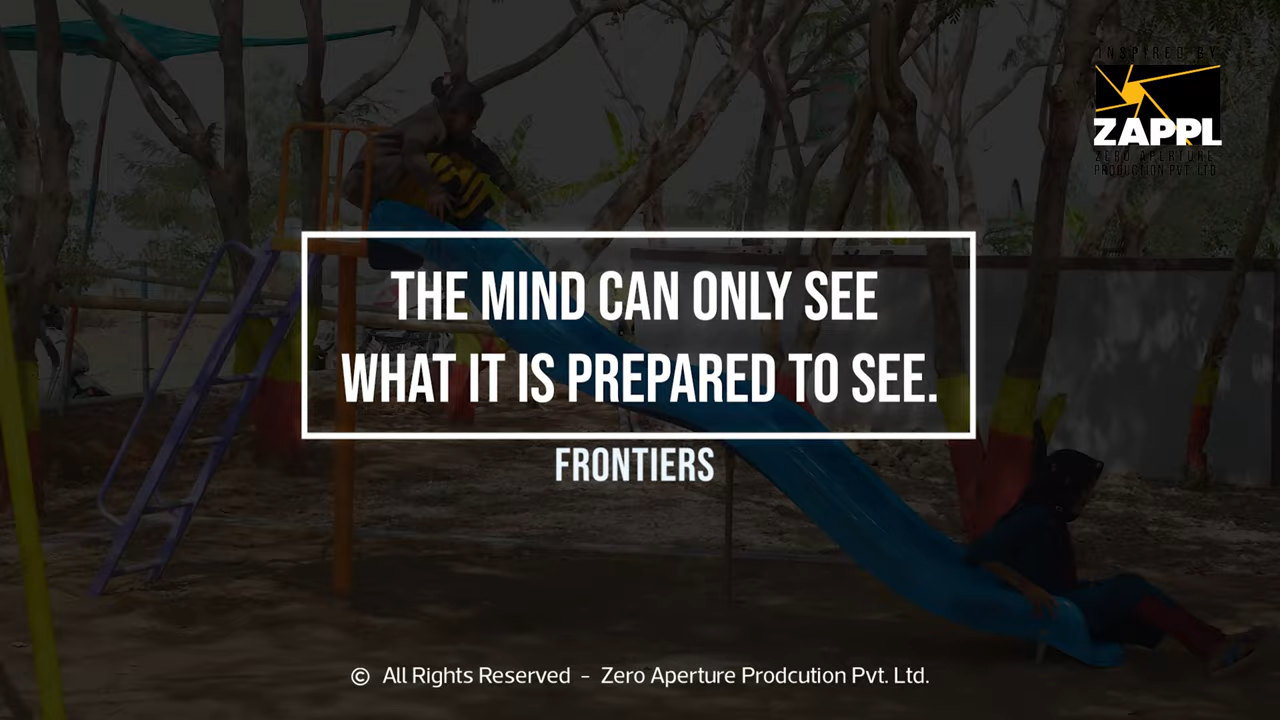 INSPIRED BY
ZAPPL
ZERO APERTURE
PRODUCTION PVT. LTD.
THE MIND CAN ONLY SEE
WHAT IT IS PREPARED TO SEE.
FRONTIERS
© All Rights Reserved - Zero Aperture Prodcution Pvt. Ltd.